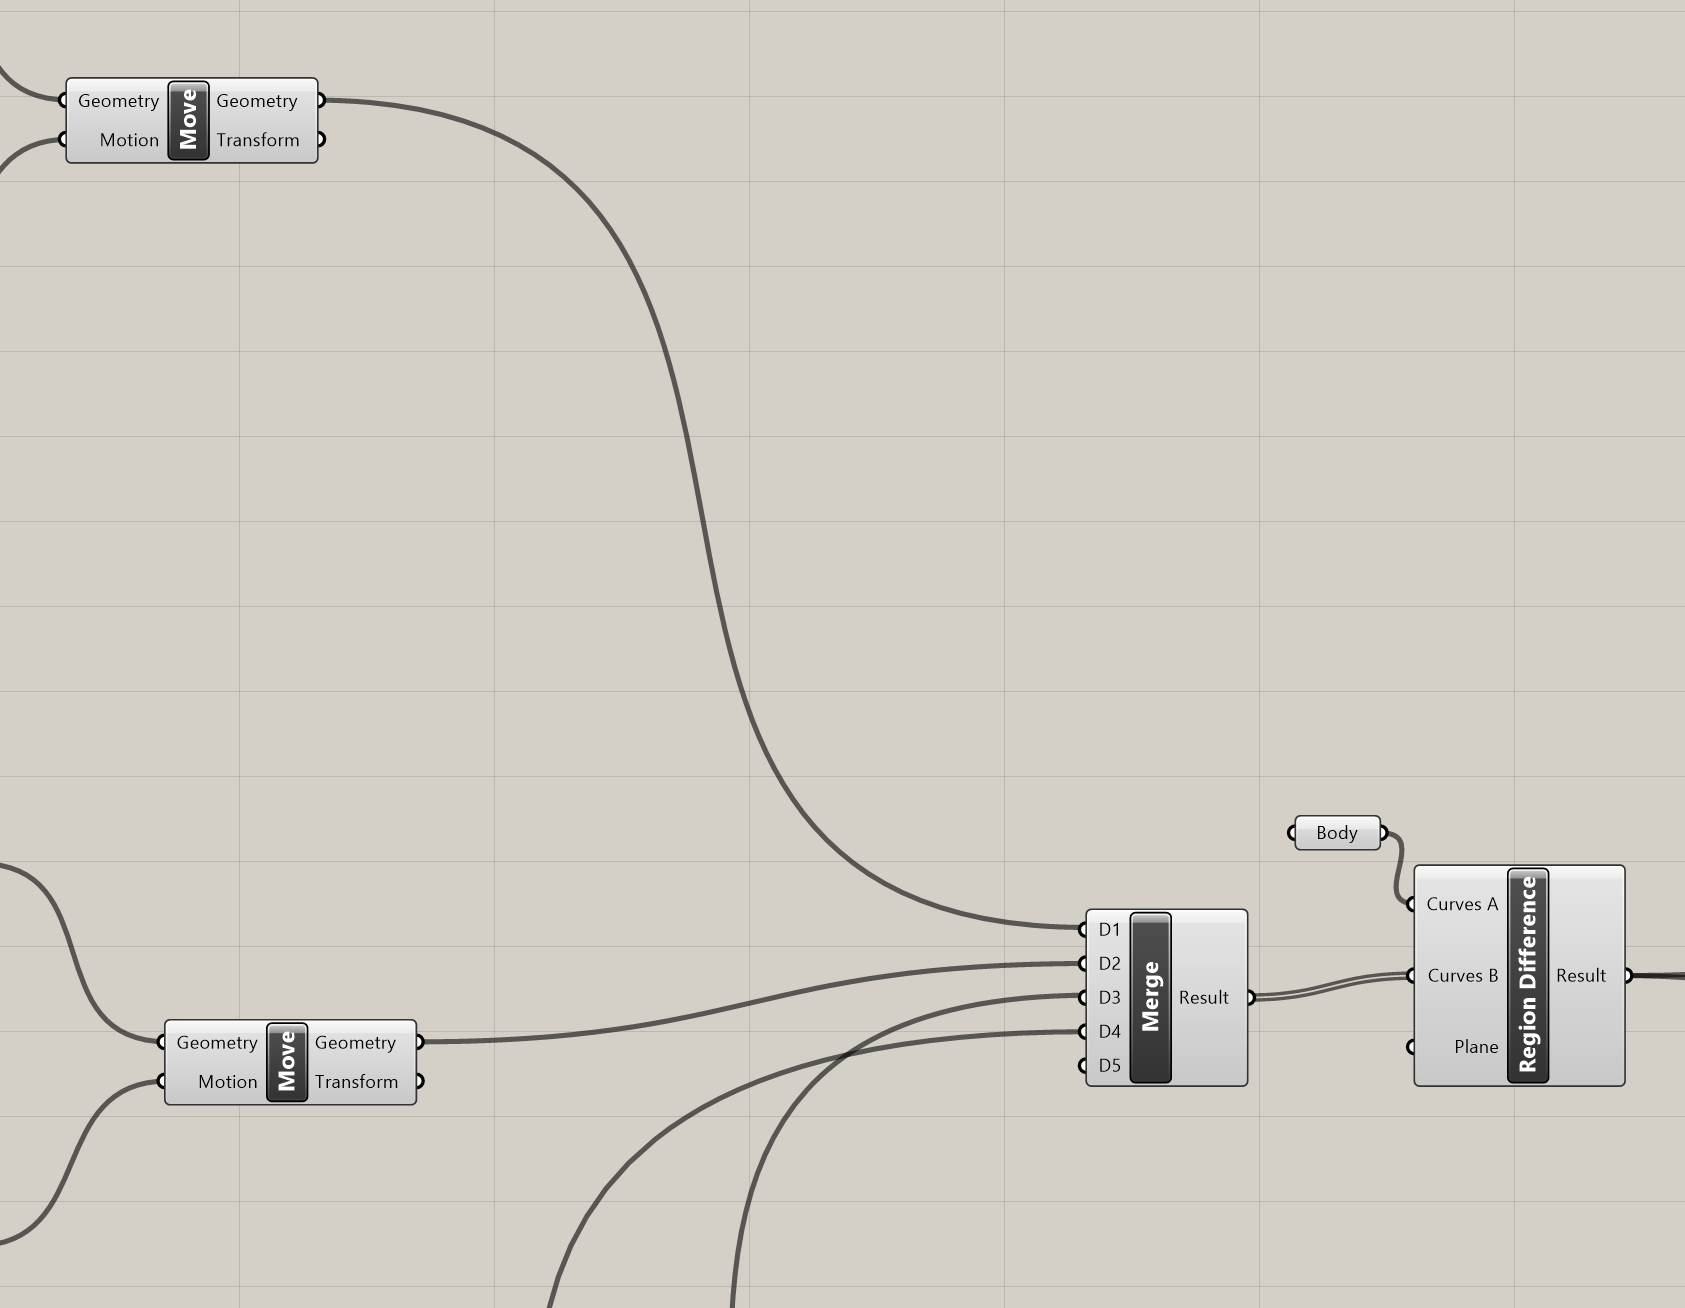 Geometry Move Geometry
Motion Transform
Body
Curves A
Curves B Region Difference Result
Plane
D1
D2
D3 Merge Result
D4
D5
Geometry Move Geometry
Motion Transform